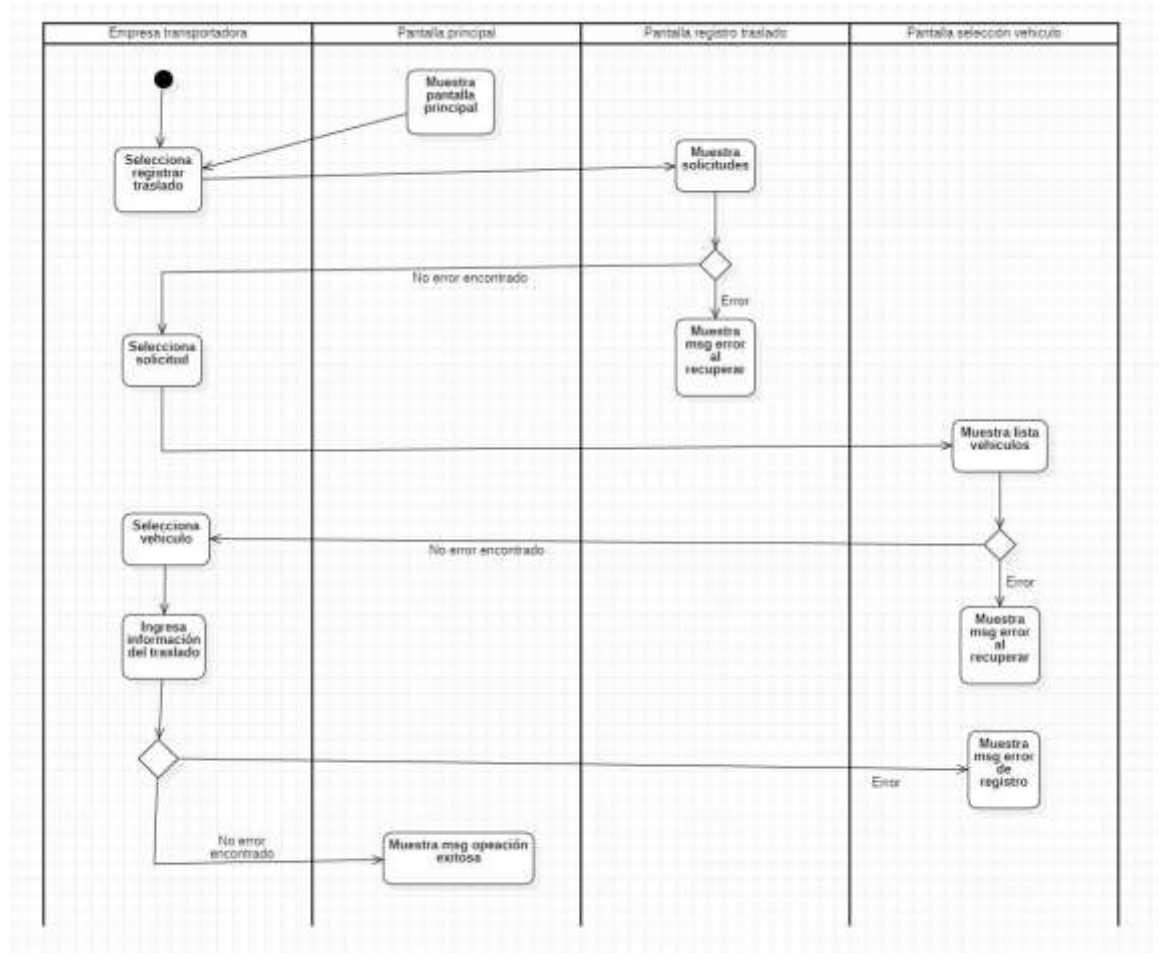 Empresa transportadora
Pantalla principal
Pantalla registro traslado
Pantalla selección vehiculo
Muestra
pantalla
principal
Selecciona
registrar
traslado
Muestra
solicitudes
No error encontrado
Error
Muestra
msg error
al
recuperar
Selecciona
solicitud
Muestra lista
vehiculos
Selecciona
vehiculo
No error encontrado
Error
Ingresa
información
del traslado
Muestra
msg error
al
recuperar
Muestra
msg error
de
registro
Error
No error
encontrado
Muestra msg opeación
exitosa